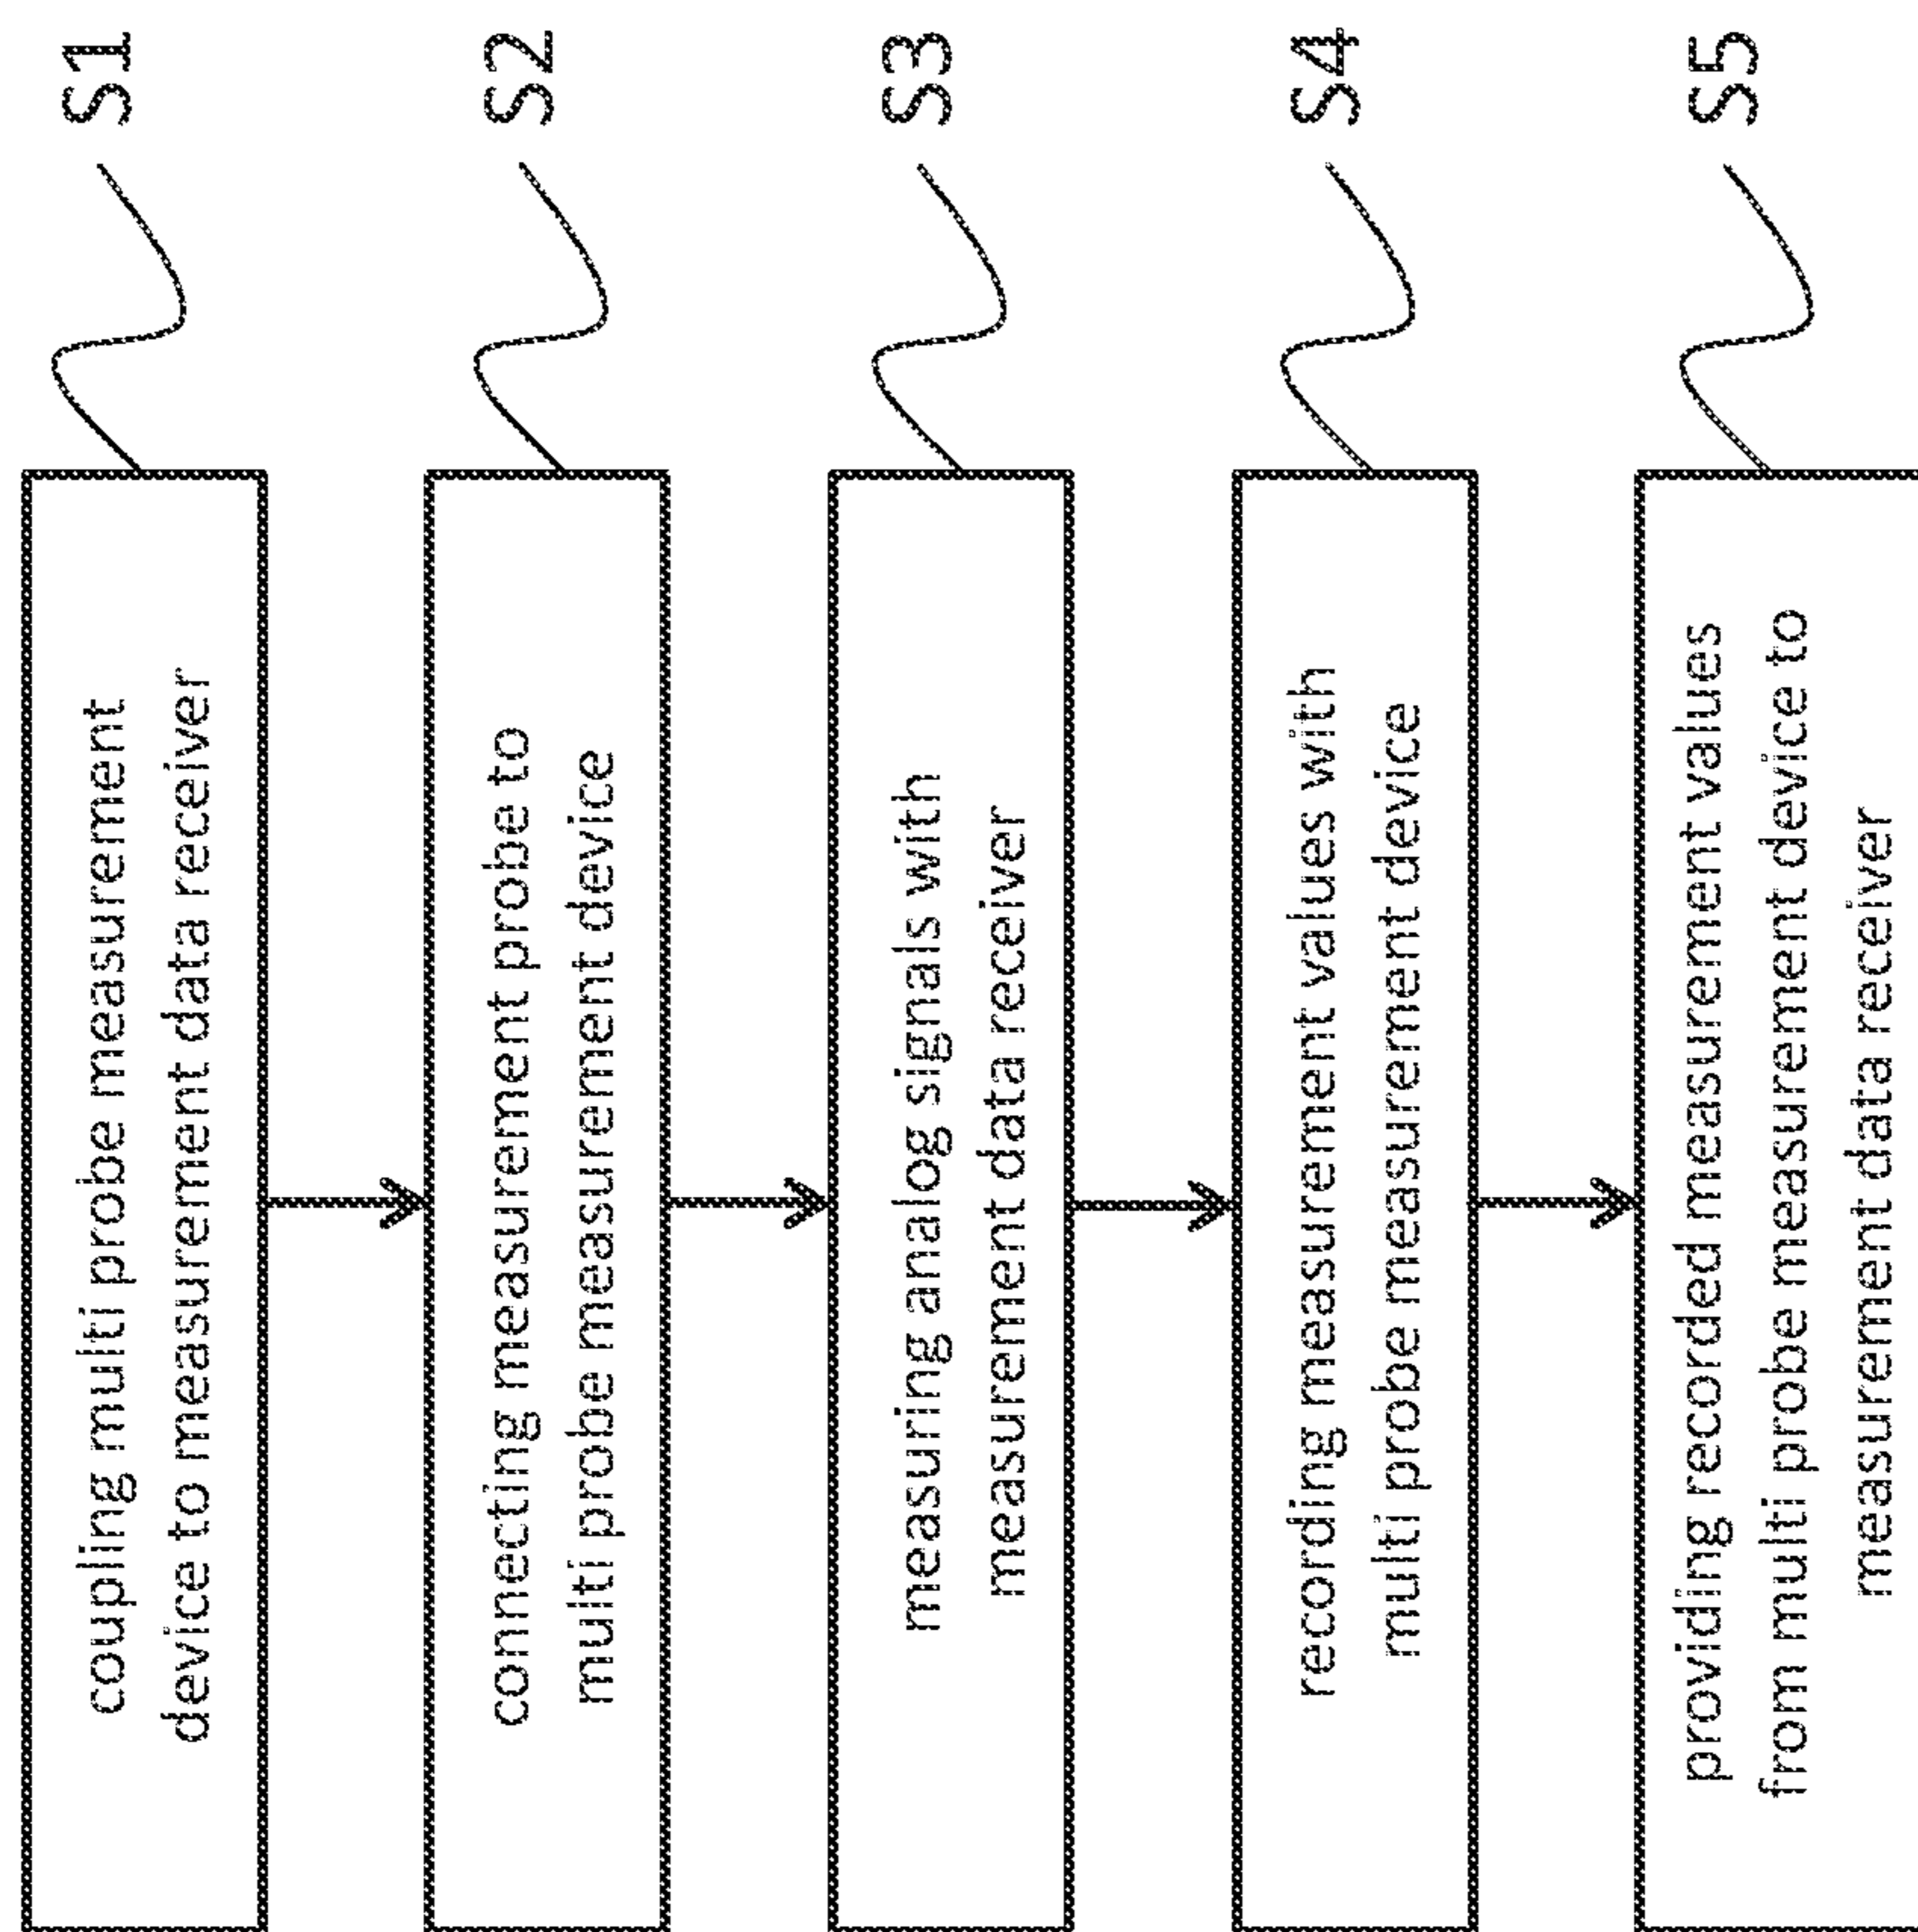 coupling multi probe measurement
device to measurement data receiver
S1
connecting measurement probe to
multi probe measurement device
S2
measuring analog signals with
measurement data receiver
S3
recording measurement values with
multi probe measurement device
S4
providing recorded measurement values
from multi probe measurement device to
measurement data receiver
S5